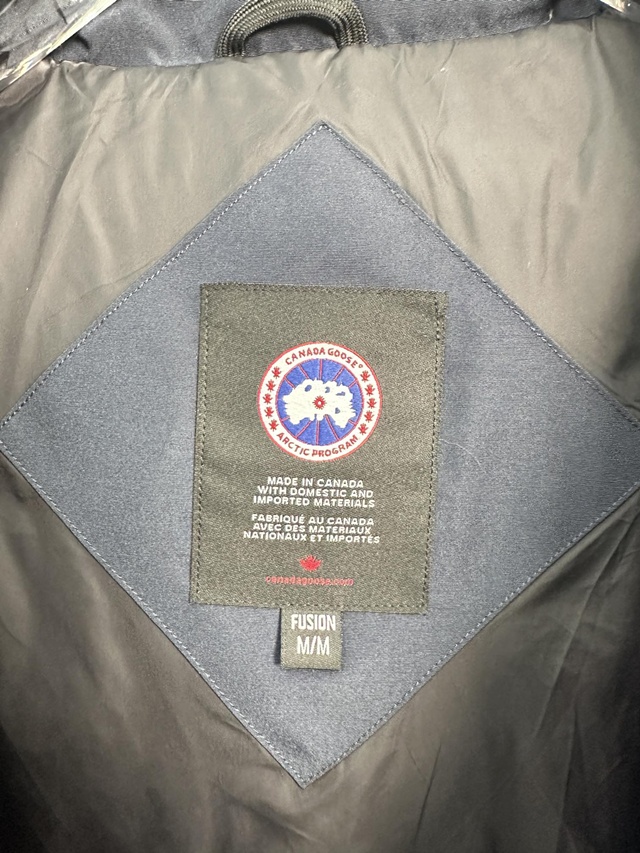 CANADA GOOSE®
ARCTIC PROGRAM
MADE IN CANADA
WITH DOMESTIC AND
IMPORTED MATERIALS
FABRIQUÉ AU CANADA
AVEC DES MATERIAUX
NATIONAUX ET IMPORTÉS
canadagoose.com
FUSION
M/M